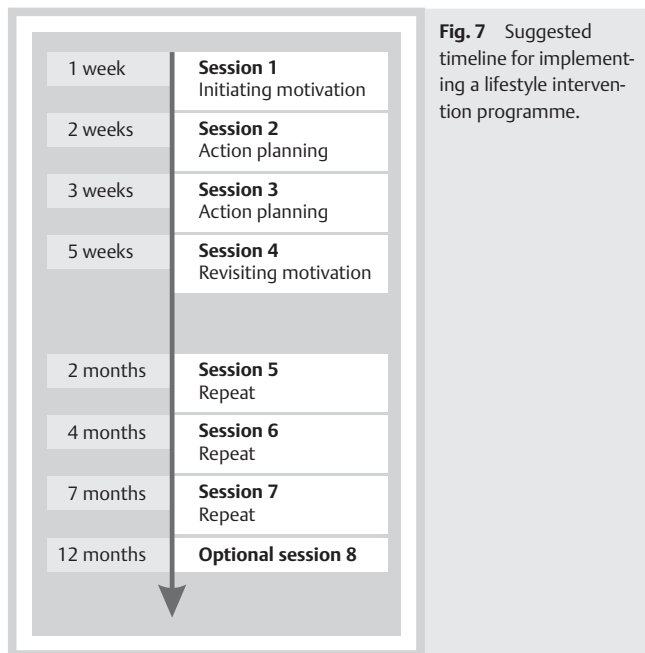 1 week
Session 1
Initiating motivation
2 weeks
Session 2
Action planning
3 weeks
Session 3
Action planning
5 weeks
Session 4
Revisiting motivation
2 months
Session 5
Repeat
4 months
Session 6
Repeat
7 months
Session 7
Repeat
12 months
Optional session 8
Fig. 7 Suggested
timeline for implement-
ing a lifestyle interven-
tion programme.